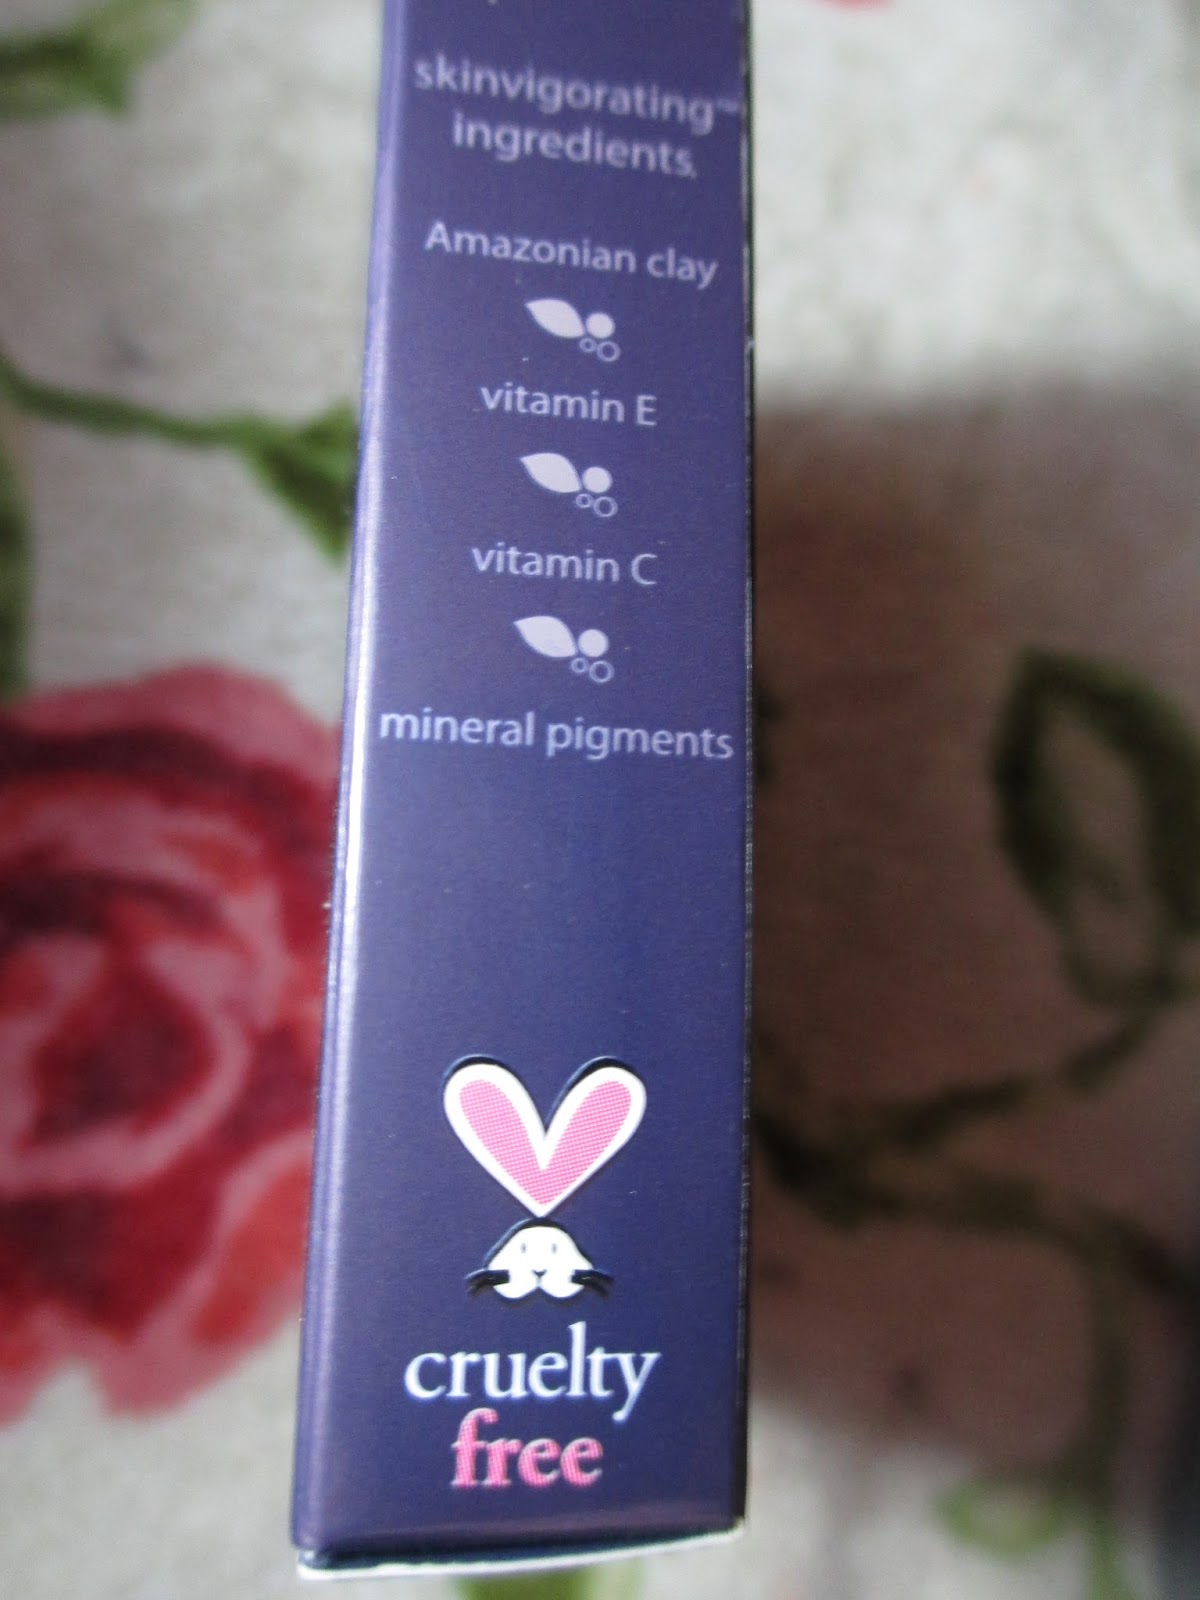 skinvigorating™
ingredients.
Amazonian clay
vitamin E
vitamin C
mineral pigments
cruelty
free